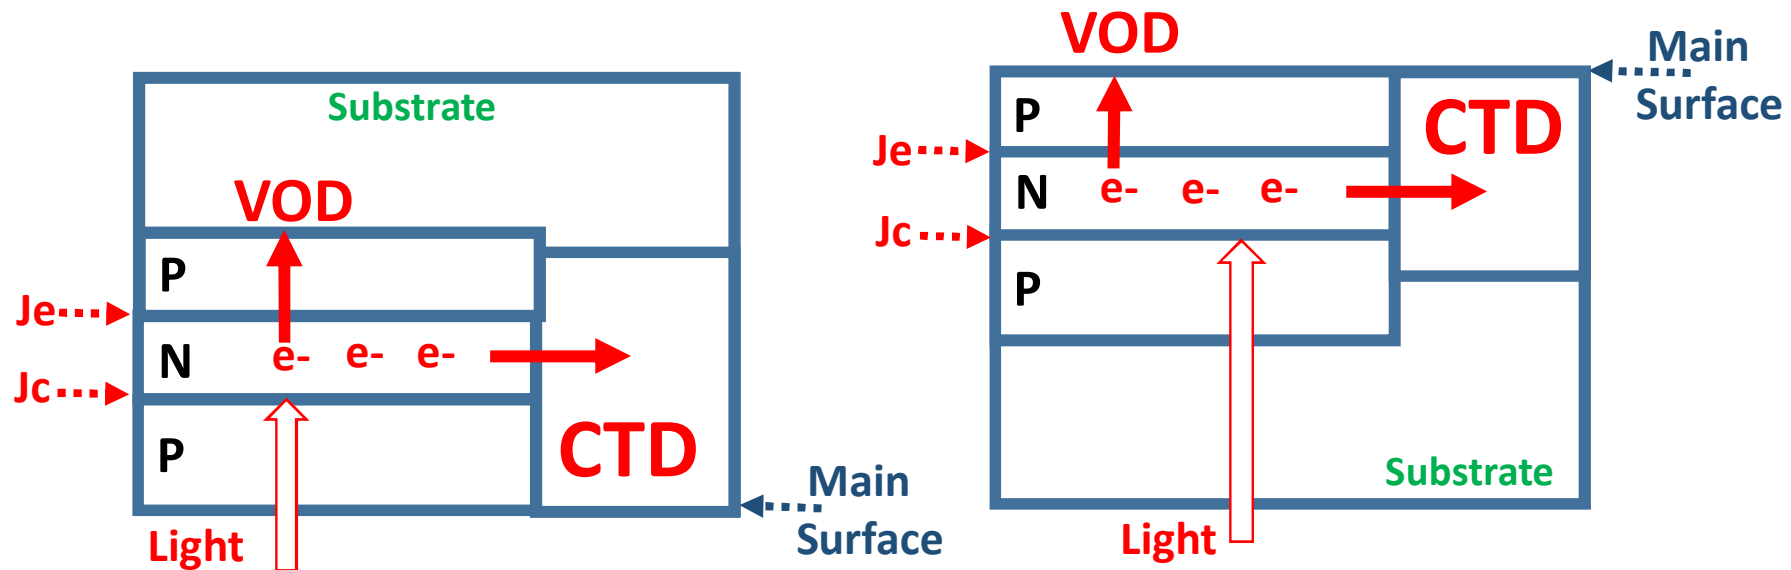 Substrate
VOD
P
Je
N e- e- e-
Jc
P
CTD
Main
Surface
Light
VOD
Main
Surface
P
CTD
Je
N e- e- e-
Jc
P
Substrate
Light